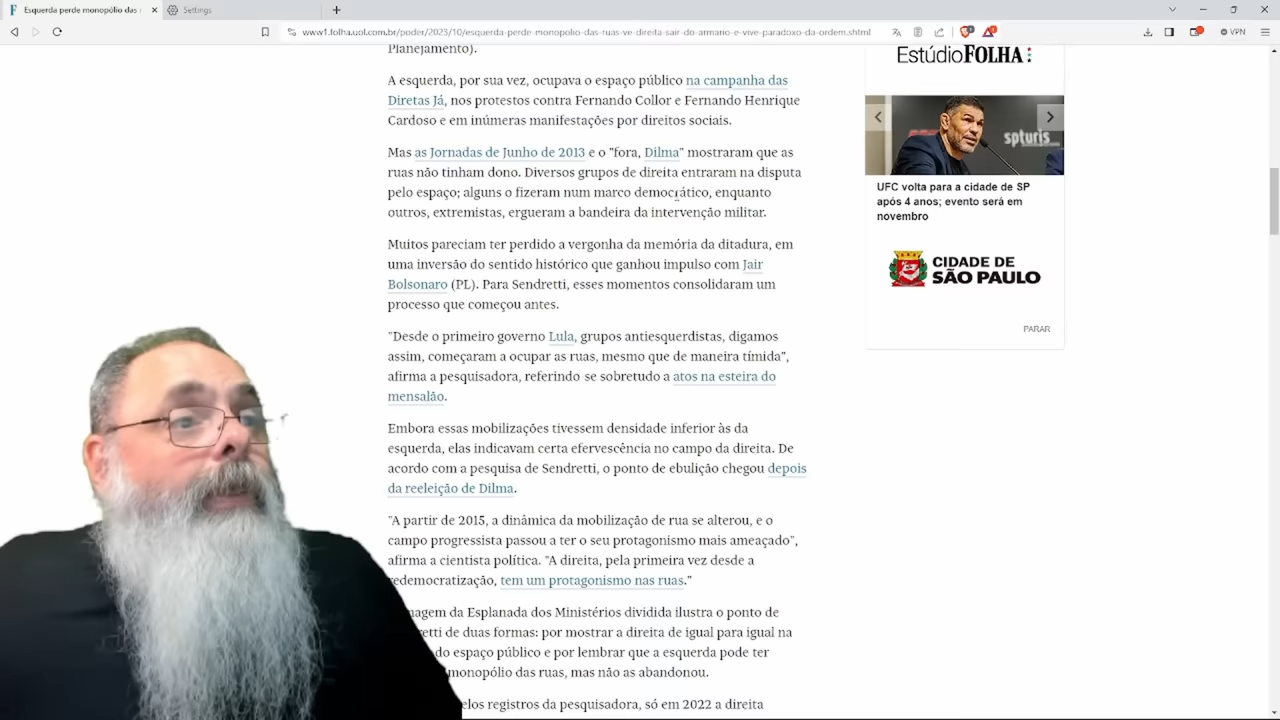 Esquerda perde monopólio das
Settings
www1.folha.uol.com.br/poder/2023/10/esquerda-perde-monopolio-das-ruas-ve-direita-sair-do-armario-e-vive-paradoxo-da-ordem.shtml
VPN
Planejamento).
A esquerda, por sua vez, ocupava o espaço público na campanha das
Diretas Já, nos protestos contra Fernando Collor e Fernando Henrique
Cardoso e em inúmeras manifestações por direitos sociais.
Mas as Jornadas de Junho de 2013 e o "fora, Dilma" mostraram que as
ruas não tinham dono. Diversos grupos de direita entraram na disputa
pelo espaço; alguns o fizeram num marco democrático, enquanto
outros, extremistas, ergueram a bandeira da intervenção militar.
Muitos pareciam ter perdido a vergonha da memória da ditadura, em
uma inversão do sentido histórico que ganhou impulso com Jair
Bolsonaro (PL). Para Sendretti, esses momentos consolidaram um
processo que começou antes.
"Desde o primeiro governo Lula, grupos antiesquerdistas, digamos
assim, começaram a ocupar as ruas, mesmo que de maneira tímida",
afirma a pesquisadora, referindo-se sobretudo a atos na esteira do
mensalão.
Embora essas mobilizações tivessem densidade inferior às da
esquerda, elas indicavam certa efervescência no campo da direita. De
acordo com a pesquisa de Sendretti, o ponto de ebulição chegou depois
da reeleição de Dilma.
"A partir de 2015, a dinâmica da mobilização de rua se alterou, e o
campo progressista passou a ter o seu protagonismo mais ameaçado",
afirma a cientista política. "A direita, pela primeira vez desde a
redemocratização, tem um protagonismo nas ruas."
imagem da Esplanada dos Ministérios dividida ilustra o ponto de
retti de duas formas: por mostrar a direita de igual para igual na
do espaço público e por lembrar que a esquerda pode ter
monopólio das ruas, mas não as abandonou.
elos registros da pesquisadora, só em 2022 a direita
Estúdio FOLHA:
spturis
UFC volta para a cidade de SP
após 4 anos; evento será em
novembro
CIDADE DE
SÃO PAULO
PARAR